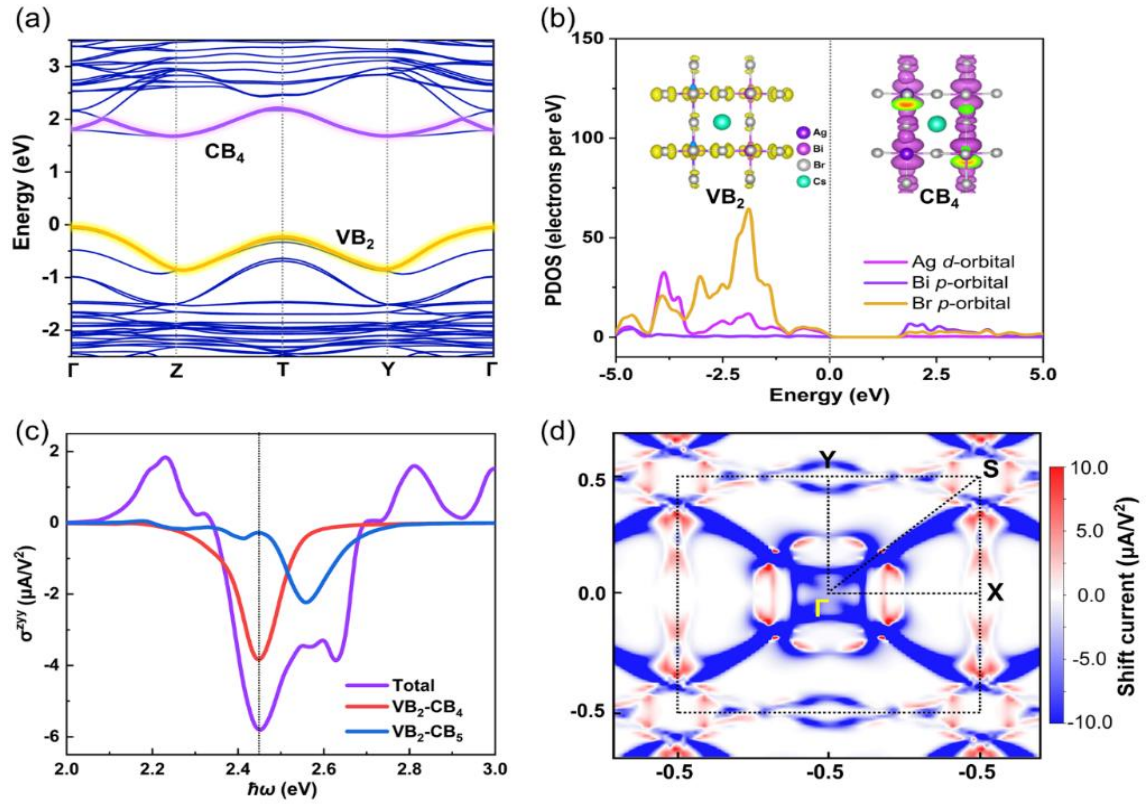 (a)
Energy (eV)
3
2
1
0
-1
-2
CB4
VB2
Γ Z T Y Γ
(b)
PDOS (electrons per eV)
150
100
50
0
Ag
Bi
Br
Cs
VB2
CB4
Ag d-orbital
Bi p-orbital
Br p-orbital
-5.0 -2.5 0.0 2.5 5.0
Energy (eV)
(c)
σzyy (μA/V2)
2
0
-2
-4
-6
Total
VB2-CB4
VB2-CB5
2.0 2.2 2.4 2.6 2.8 3.0
ħω (eV)
(d)
0.5
0.0
-0.5
Y
S
Γ
X
-0.5 -0.5 -0.5
10.0
5.0
0.0
-5.0
-10.0
Shift current (μA/V2)